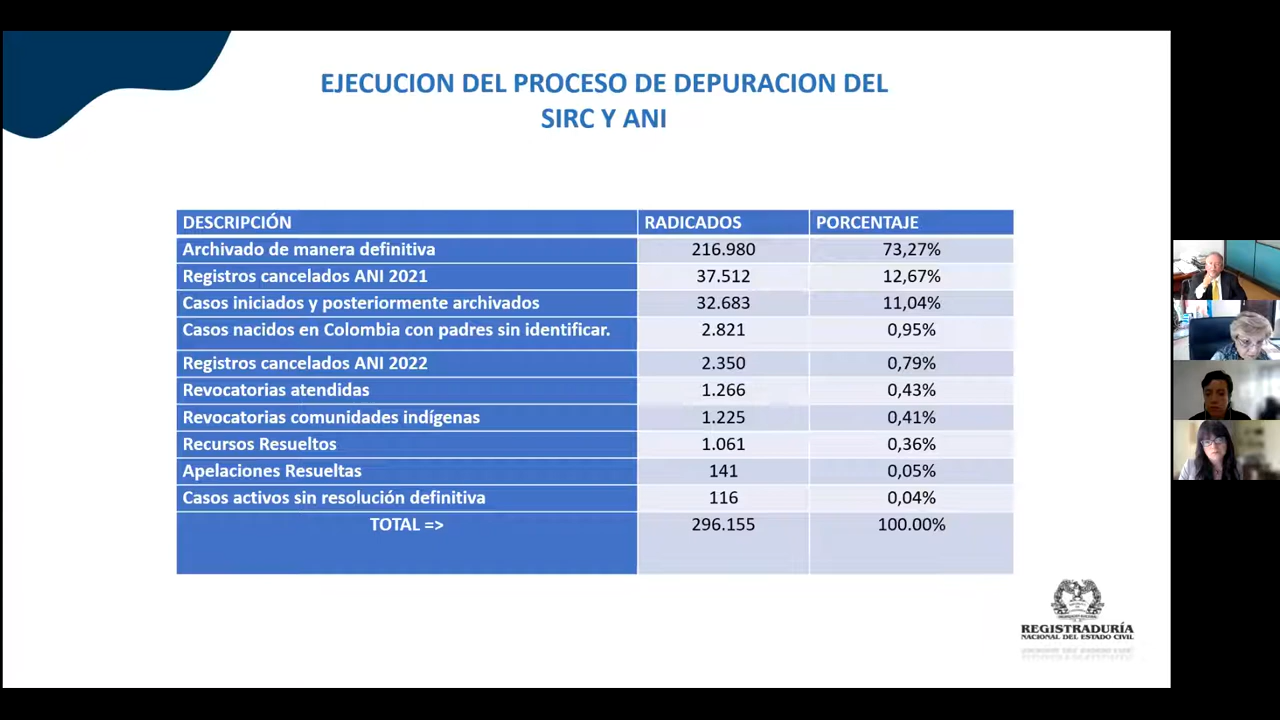 EJECUCION DEL PROCESO DE DEPURACION DEL
SIRC Y ANI
DESCRIPCIÓN RADICADOS PORCENTAJE
Archivado de manera definitiva 216.980 73,27%
Registros cancelados ANI 2021 37.512 12,67%
Casos iniciados y posteriormente archivados 32.683 11,04%
Casos nacidos en Colombia con padres sin identificar. 2.821 0,95%
Registros cancelados ANI 2022 2.350 0,79%
Revocatorias atendidas 1.266 0,43%
Revocatorias comunidades indígenas 1.225 0,41%
Recursos Resueltos 1.061 0,36%
Apelaciones Resueltas 141 0,05%
Casos activos sin resolución definitiva 116 0,04%
TOTAL => 296.155 100.00%
REGISTRADURÍA
NACIONAL DEL ESTADO CIVIL